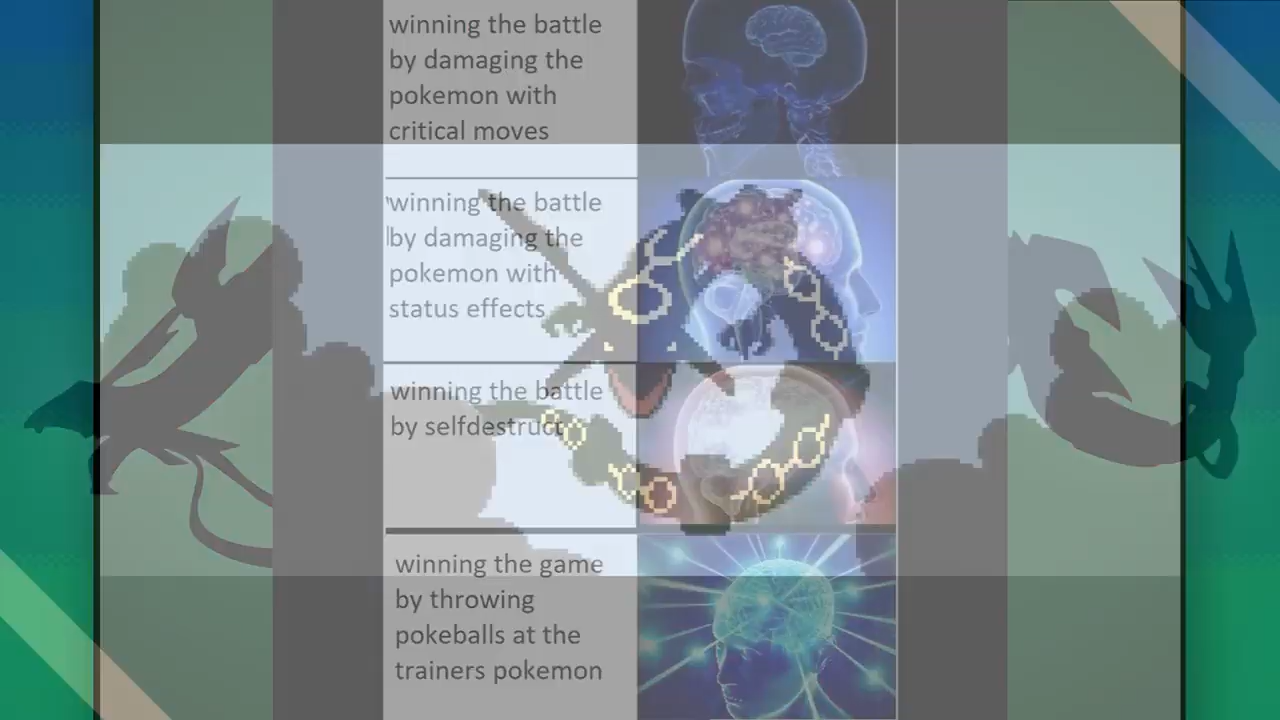 winning the battle
by damaging the
pokemon with
critical moves
winning the battle
by damaging the
pokemon with
status effects
winning the battle
by selfdestruct
winning the game
by throwing
pokeballs at the
trainers pokemon